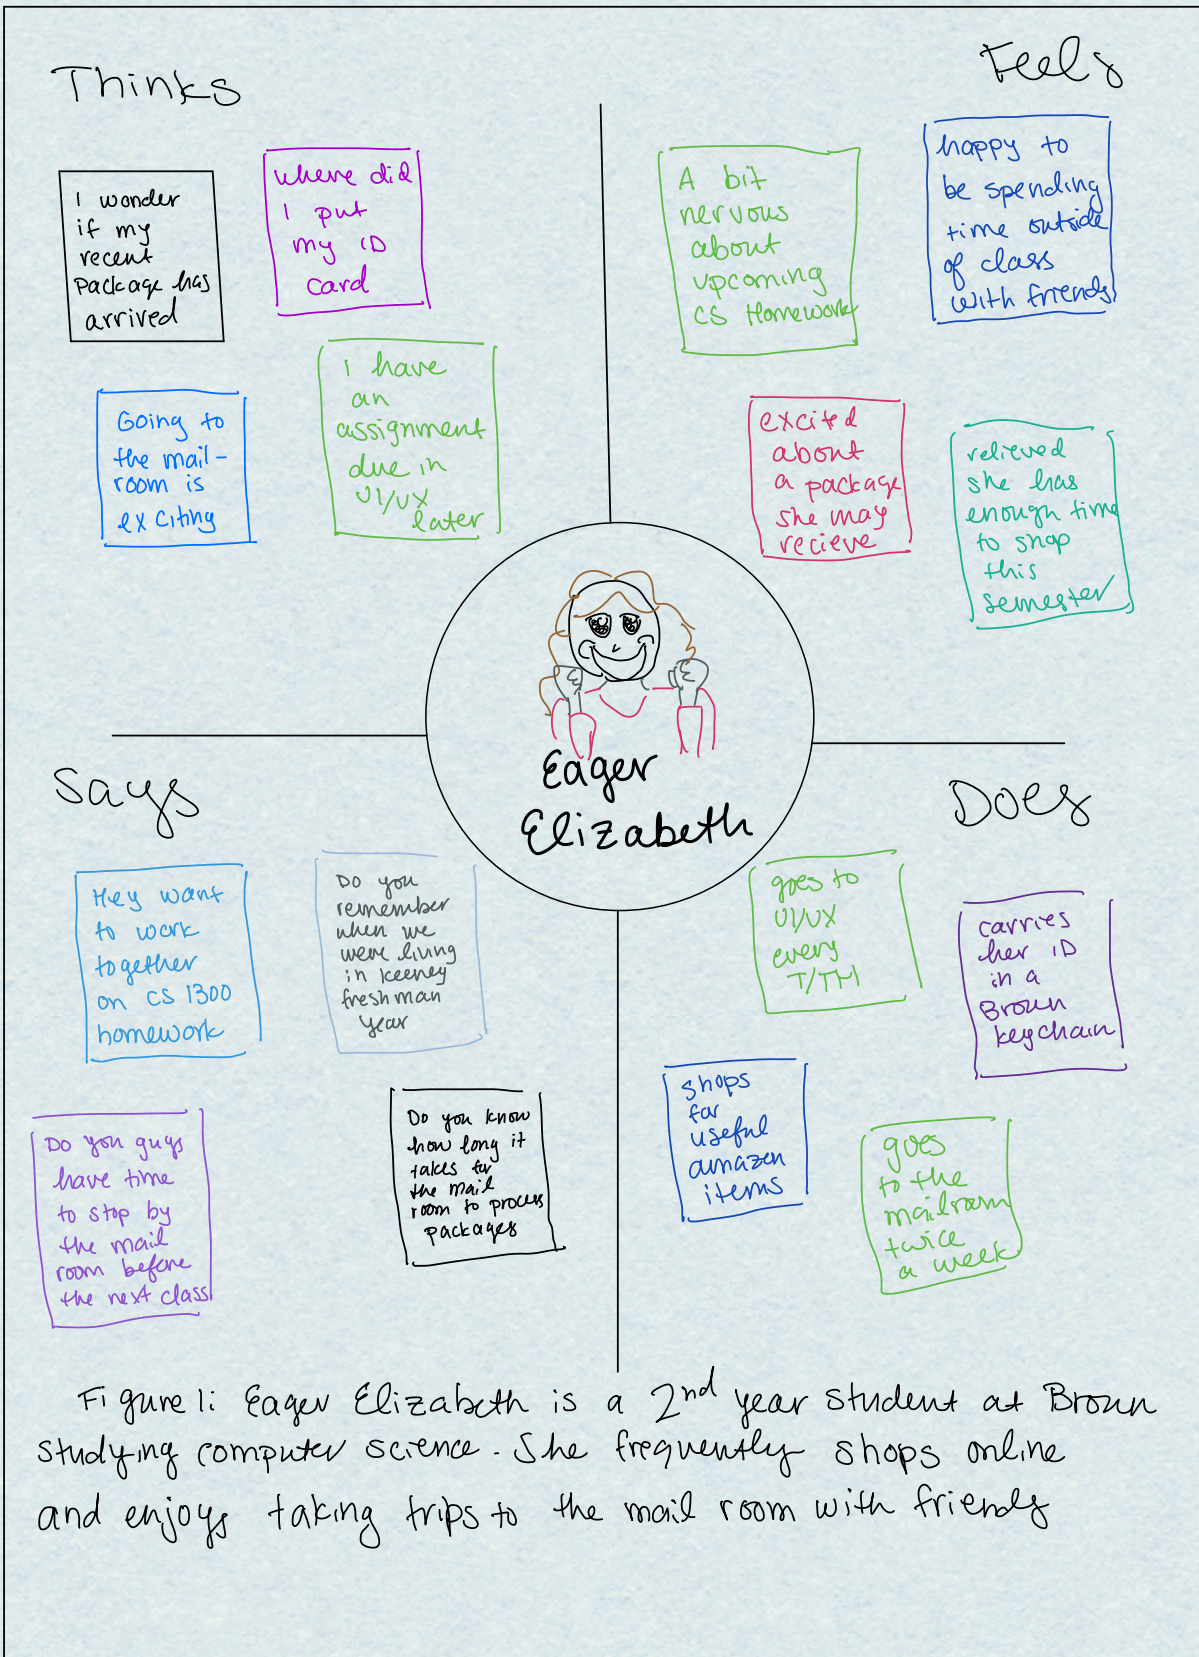 Thinks
I wonder
if my
recent
package has
arrived
where did
I put
my ID
card
Going to
the mail-
room is
exciting
I have
an
assignment
due in
UI/UX
later
Feels
A bit
nervous
about
upcoming
CS Homework
happy to
be spending
time outside
of class
with friends
excited
about
a package
she may
recieve
relieved
she has
enough time
to shop
this
semester
Eager
Elizabeth
Says
Hey want
to work
together
on CS 1300
homework
Do you
remember
when we
were living
in Keeney
freshman
year
Do you guys
have time
to stop by
the mail
room before
the next class
Do you know
how long it
takes for
the mail
room to process
packages
Does
goes to
UI/UX
every
T/TH
carries
her ID
in a
Brown
keychain
shops
for
useful
amazon
items
goes
to the
mailroom
twice
a week
Figure 1: Eager Elizabeth is a 2nd year student at Brown
studying computer science. She frequently shops online
and enjoys taking trips to the mail room with friends